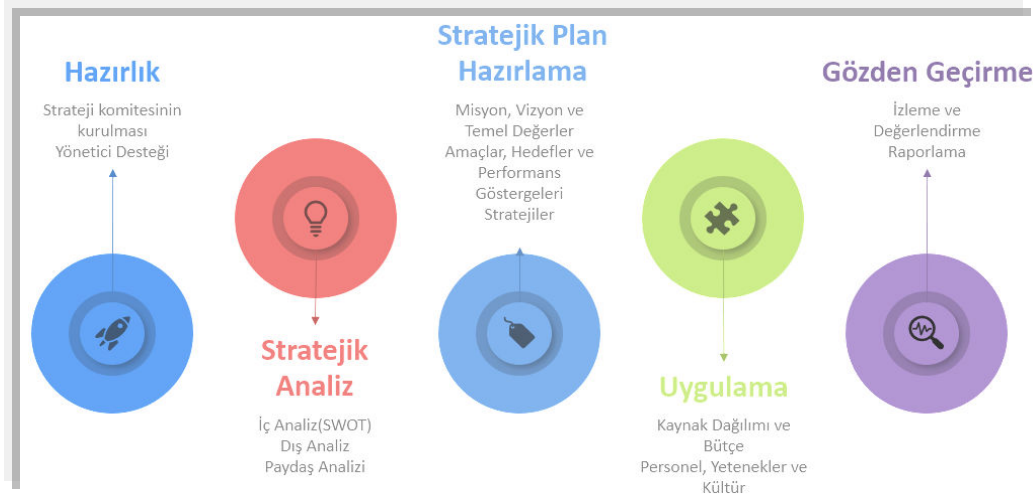 Hazırlık
Strateji komitesinin
kurulması
Yönetici Desteği
Stratejik
Analiz
İç Analiz(SWOT)
Dış Analiz
Paydaş Analizi
Stratejik Plan
Hazırlama
Misyon, Vizyon ve
Temel Değerler
Amaçlar, Hedefler ve
Performans
Göstergeleri
Stratejiler
Uygulama
Kaynak Dağılımı ve
Bütçe
Personel, Yetenekler ve
Kültür
Gözden Geçirme
İzleme ve
Değerlendirme
Raporlama